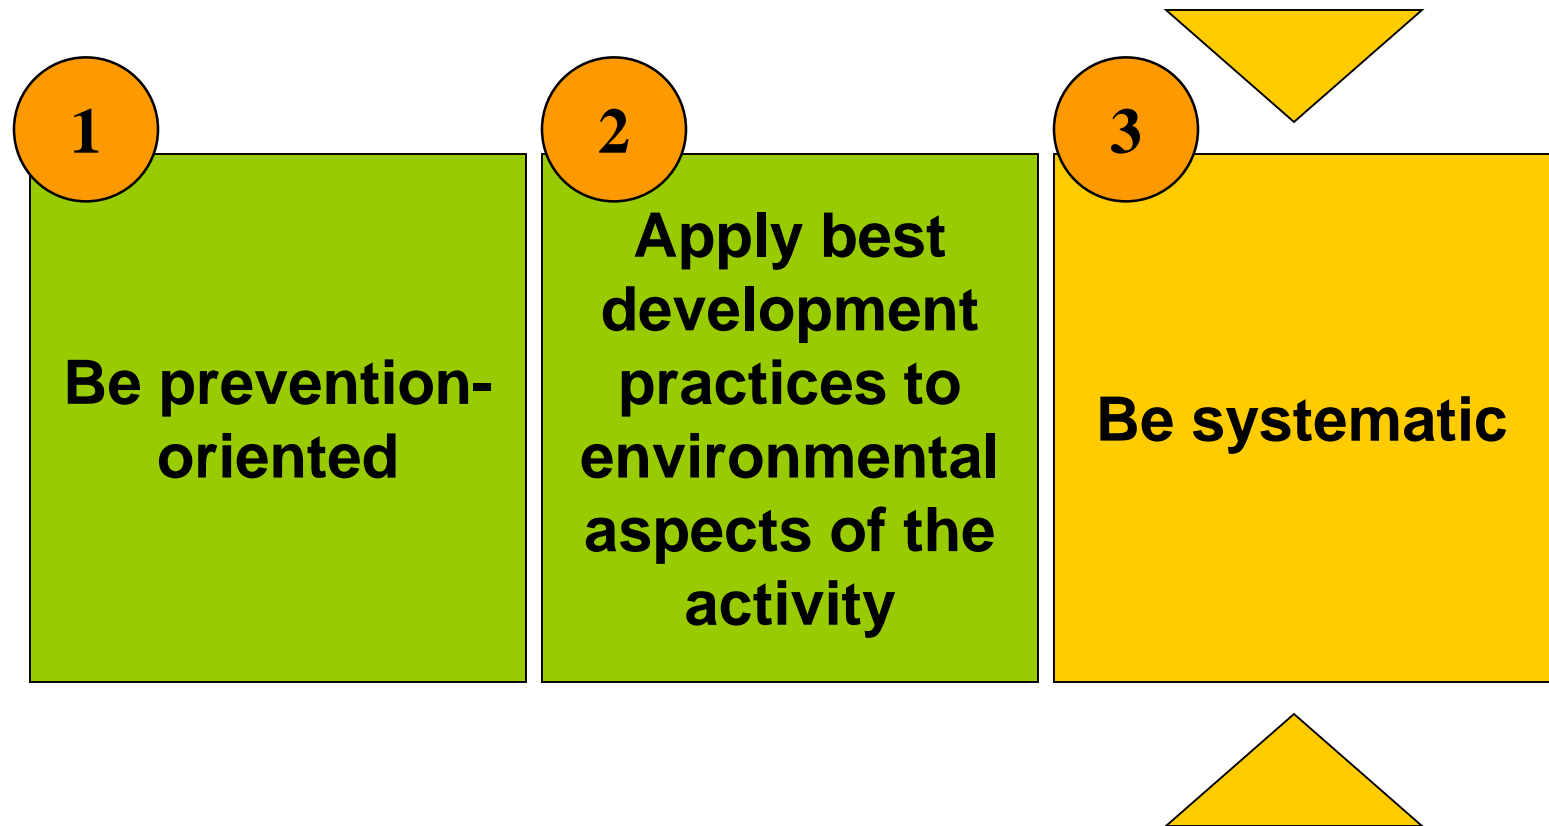 1
Be prevention-
oriented
2
Apply best
development
practices to
environmental
aspects of the
activity
3
Be systematic